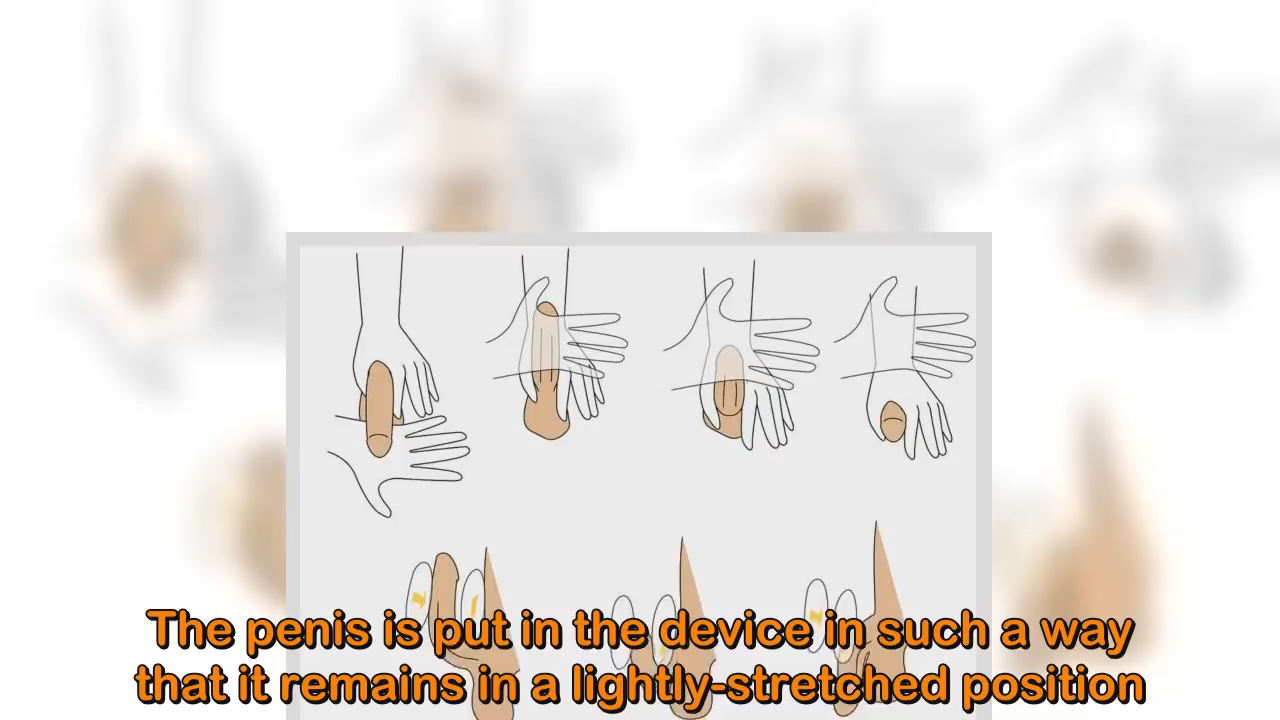 The penis is put in the device in such a way
that it remains in a lightly-stretched position